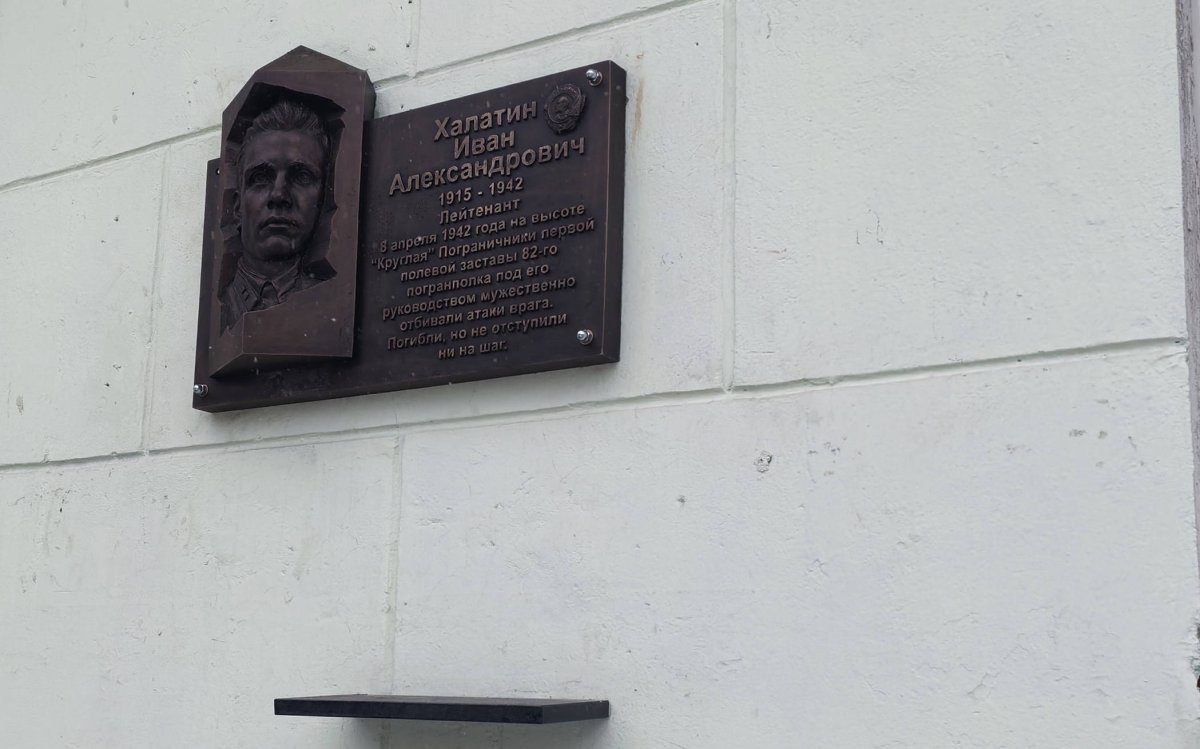 Халатин
Иван
Александрович
1915 - 1942
Лейтенант
8 апреля 1942 года на высоте
"Круглая" Пограничники первой
полевой заставы 82-го
погранполка под его
руководством мужественно
отбивали атаки врага.
Погибли, но не отступили
ни на шаг.